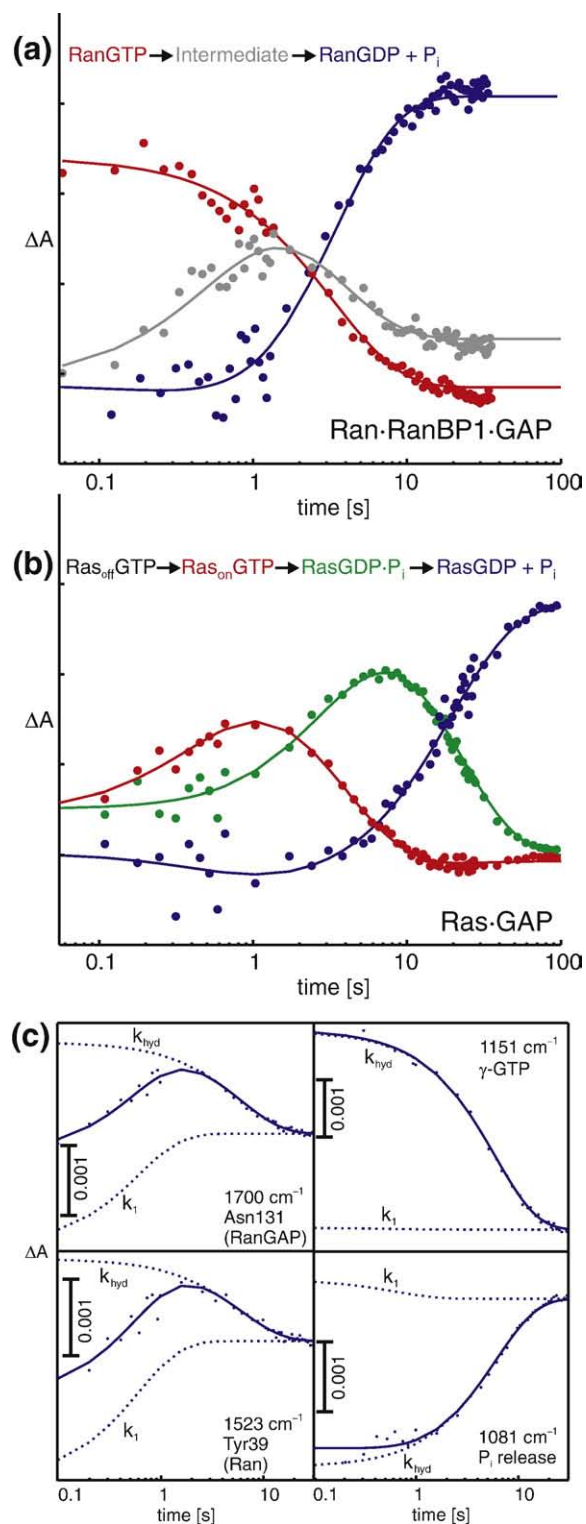 (a)
RanGTP→Intermediate→RanGDP + Pi
ΔA
Ran·RanBP1·GAP
0.1 1 10 100
time [s]
(b)
RasoffGTP→RasonGTP→RasGDP·Pi→RasGDP + Pi
ΔA
Ras·GAP
0.1 1 10 100
time [s]
(c)
khyd
0.001
k1
1700 cm⁻¹
Asn131
(RanGAP)
khyd
1151 cm⁻¹
γ-GTP
0.001
k1
ΔA
khyd
0.001
k1
1523 cm⁻¹
Tyr39
(Ran)
k1
0.001
khyd
1081 cm⁻¹
Pi release
0.1 1 10
time [s]
0.1 1 10
time [s]